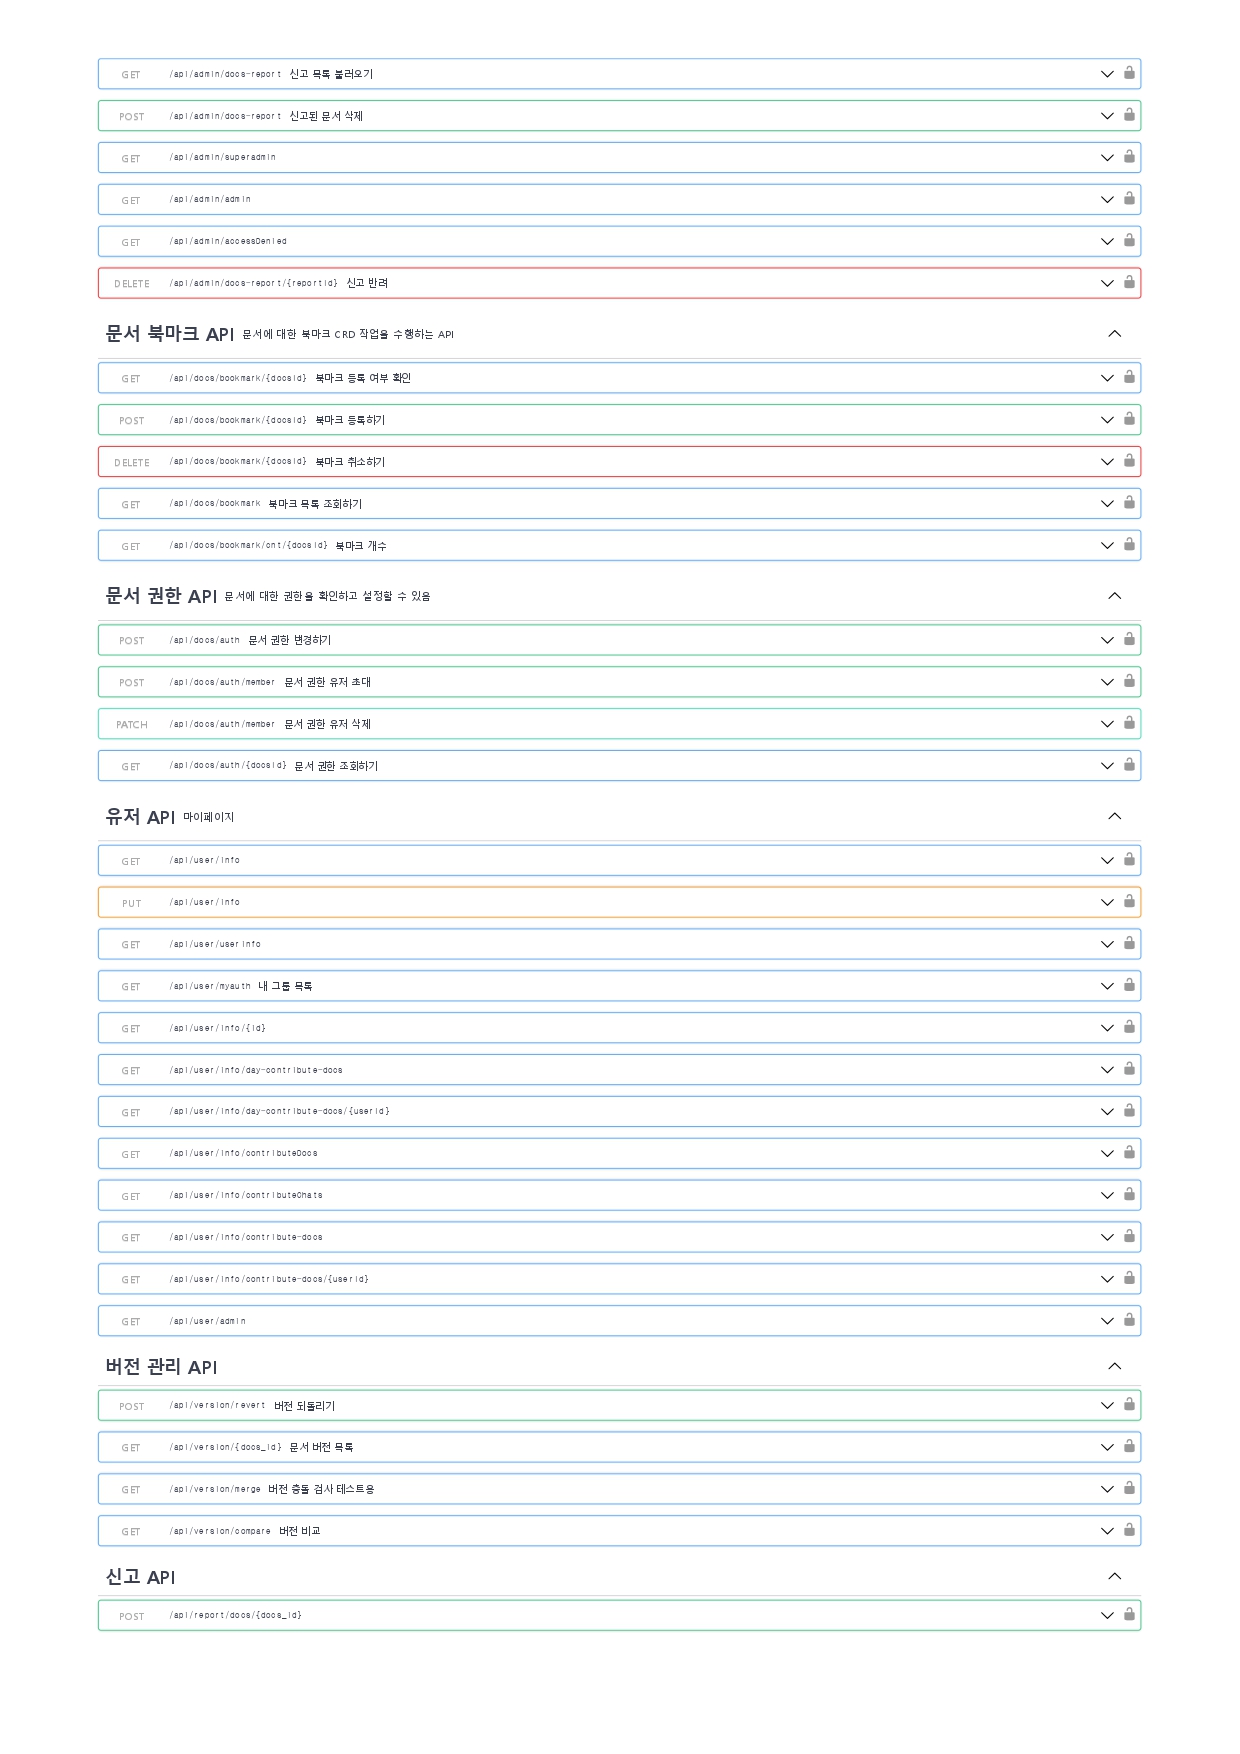 GET /api/admin/docs-report 신고 목록 불러오기
POST /api/admin/docs-report 신고된 문서 삭제
GET /api/admin/superadmin
GET /api/admin/admin
GET /api/admin/accessDenied
DELETE /api/admin/docs-report/{reportId} 신고 반려
문서 북마크 API 문서에 대한 북마크 CRD 작업을 수행하는 API
GET /api/docs/bookmark/{docsId} 북마크 등록 여부 확인
POST /api/docs/bookmark/{docsId} 북마크 등록하기
DELETE /api/docs/bookmark/{docsId} 북마크 취소하기
GET /api/docs/bookmark 북마크 목록 조회하기
GET /api/docs/bookmark/cnt/{docsId} 북마크 개수
문서 권한 API 문서에 대한 권한을 확인하고 설정할 수 있음
POST /api/docs/auth 문서 권한 변경하기
POST /api/docs/auth/member 문서 권한 유저 초대
PATCH /api/docs/auth/member 문서 권한 유저 삭제
GET /api/docs/auth/{docsId} 문서 권한 조회하기
유저 API 마이페이지
GET /api/user/info
PUT /api/user/info
GET /api/user/userinfo
GET /api/user/myauth 내 그룹 목록
GET /api/user/info/{id}
GET /api/user/info/day-contribute-docs
GET /api/user/info/day-contribute-docs/{userId}
GET /api/user/info/contributeDocs
GET /api/user/info/contributeChats
GET /api/user/info/contribute-docs
GET /api/user/info/contribute-docs/{userId}
GET /api/user/admin
버전 관리 API
POST /api/version/revert 버전 되돌리기
GET /api/version/{docs_id} 문서 버전 목록
GET /api/version/merge 버전 충돌 검사 테스트용
GET /api/version/compare 버전 비교
신고 API
POST /api/report/docs/{docs_id}